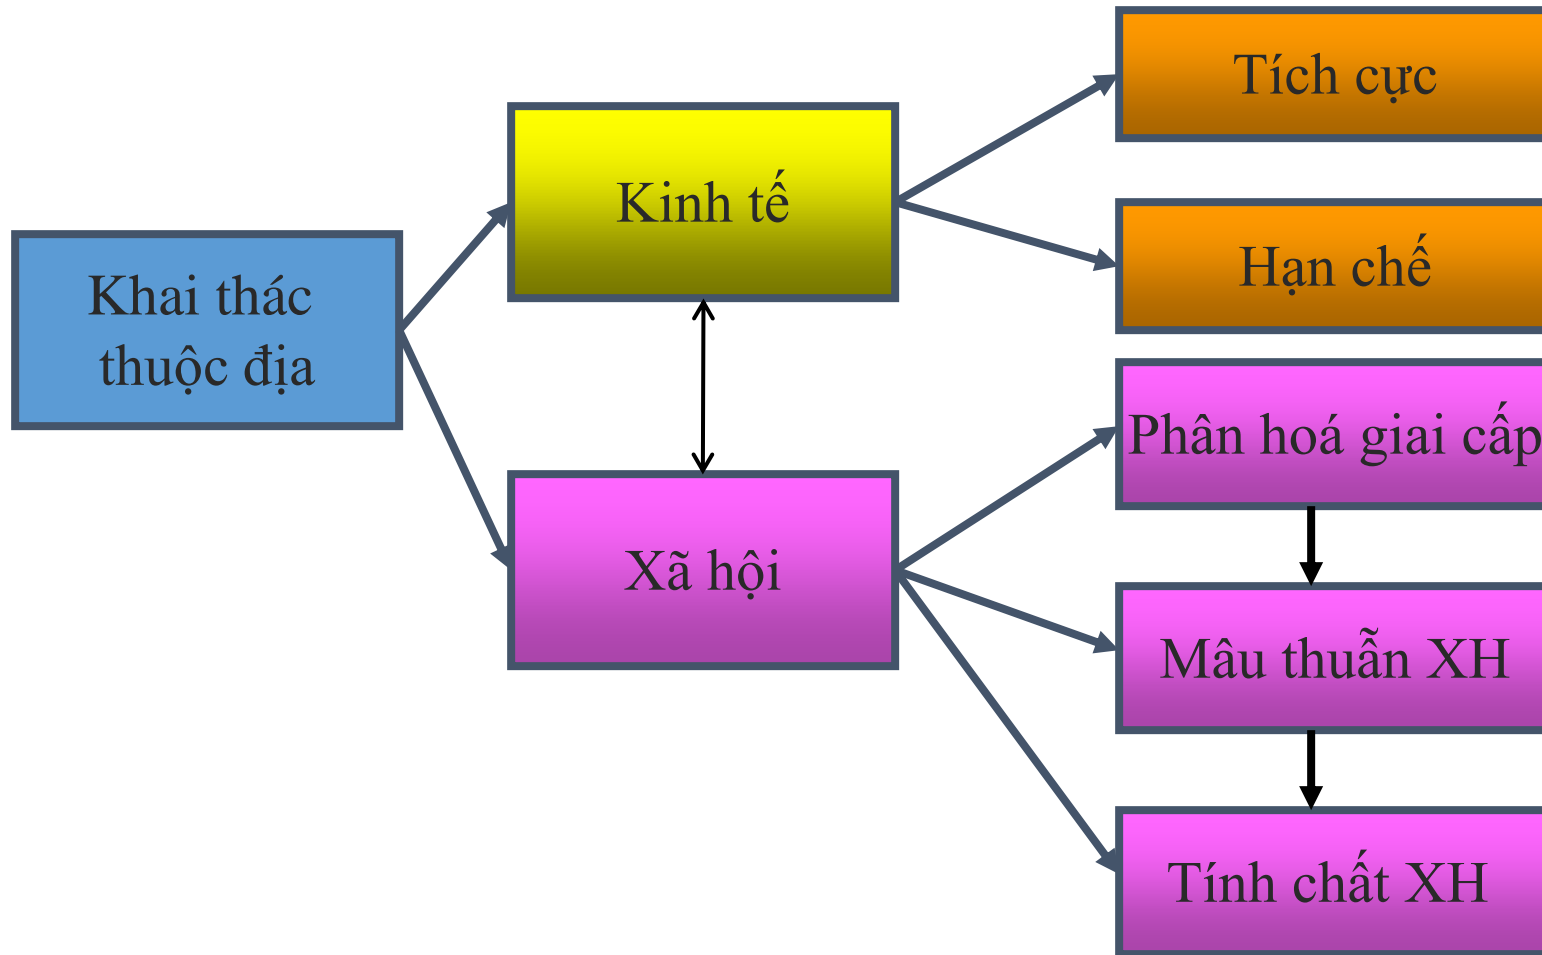 Khai thác
thuộc địa
Kinh tế
Xã hội
Tích cực
Hạn chế
Phân hoá giai cấp
Mâu thuẫn XH
Tính chất XH